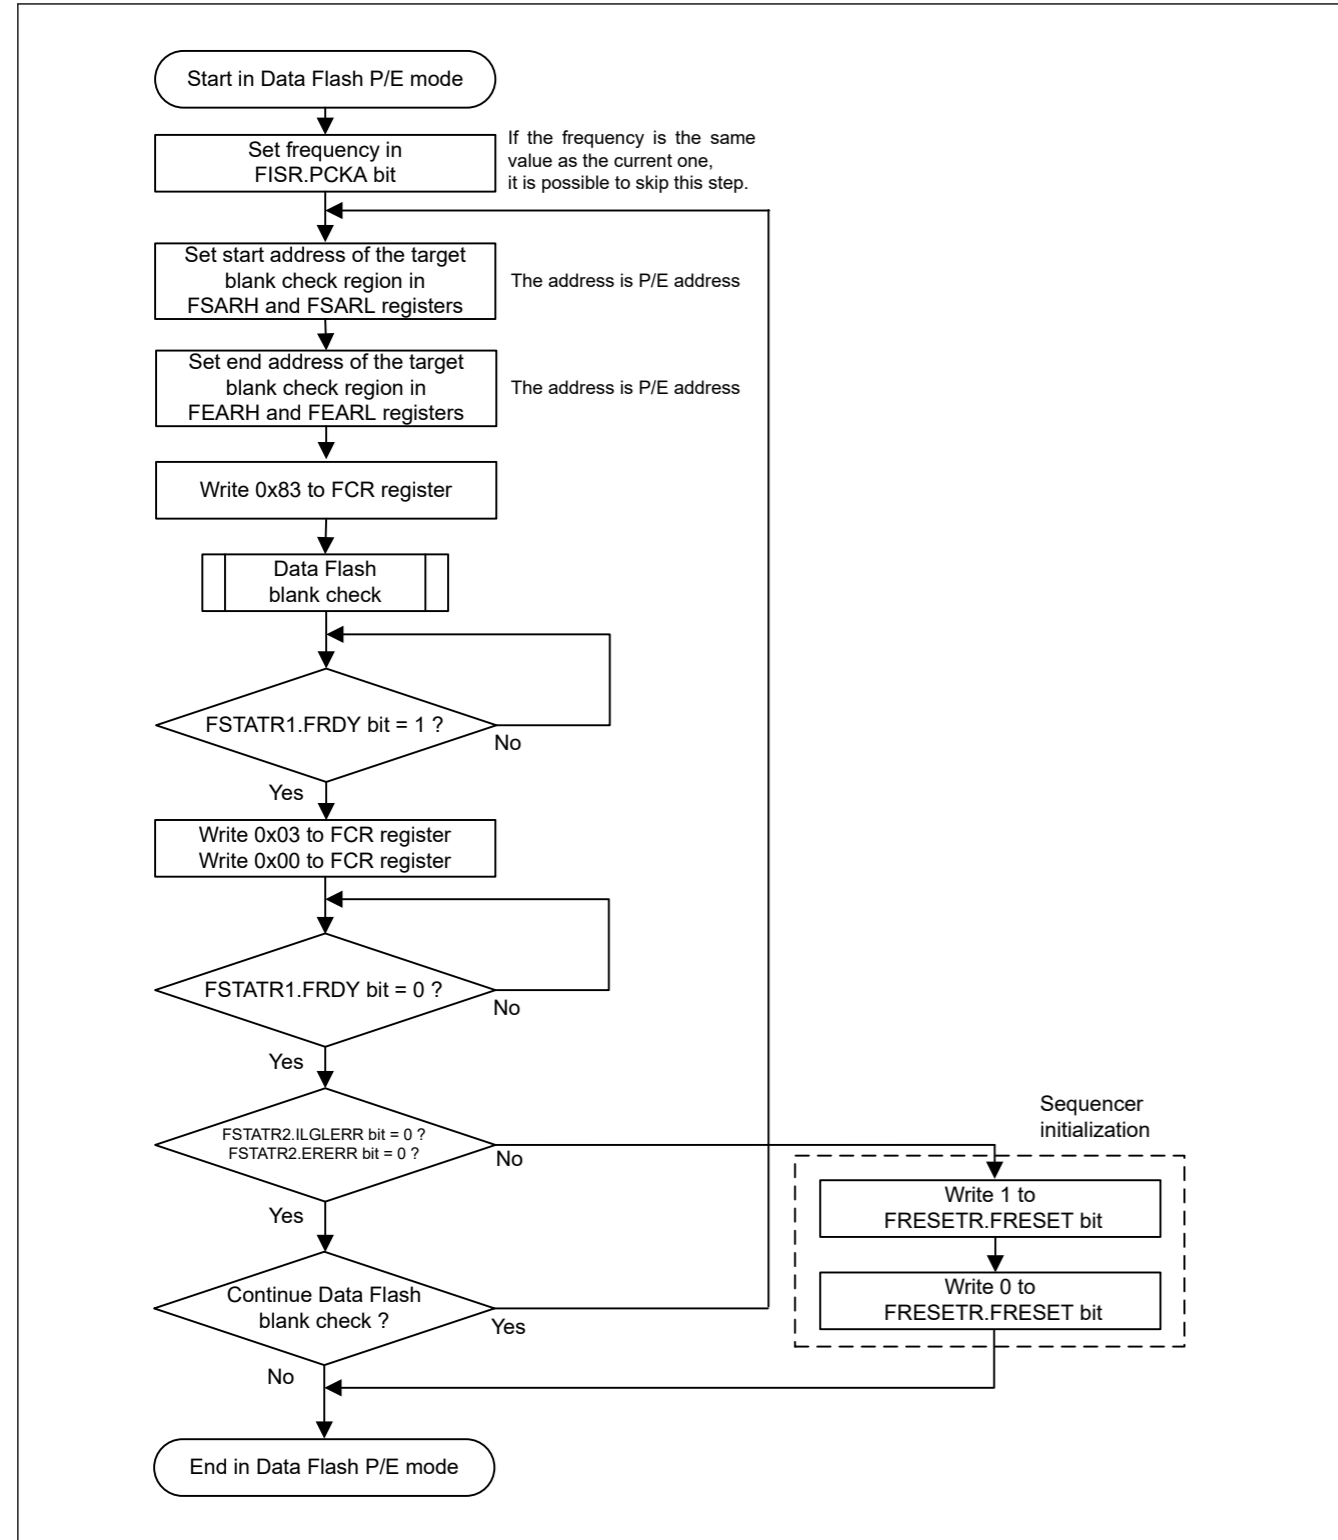 Start in Data Flash P/E mode
Set frequency in
FISR.PCKA bit
If the frequency is the same
value as the current one,
it is possible to skip this step.
Set start address of the target
blank check region in
FSARH and FSARL registers
The address is P/E address
Set end address of the target
blank check region in
FEARH and FEARL registers
The address is P/E address
Write 0x83 to FCR register
Data Flash
blank check
FSTATR1.FRDY bit = 1 ?
No
Yes
Write 0x03 to FCR register
Write 0x00 to FCR register
FSTATR1.FRDY bit = 0 ?
No
Yes
FSTATR2.ILGLERR bit = 0 ?
FSTATR2.ERERR bit = 0 ?
No
Yes
Sequencer
initialization
Write 1 to
FRESETR.FRESET bit
Write 0 to
FRESETR.FRESET bit
Continue Data Flash
blank check ?
Yes
No
End in Data Flash P/E mode